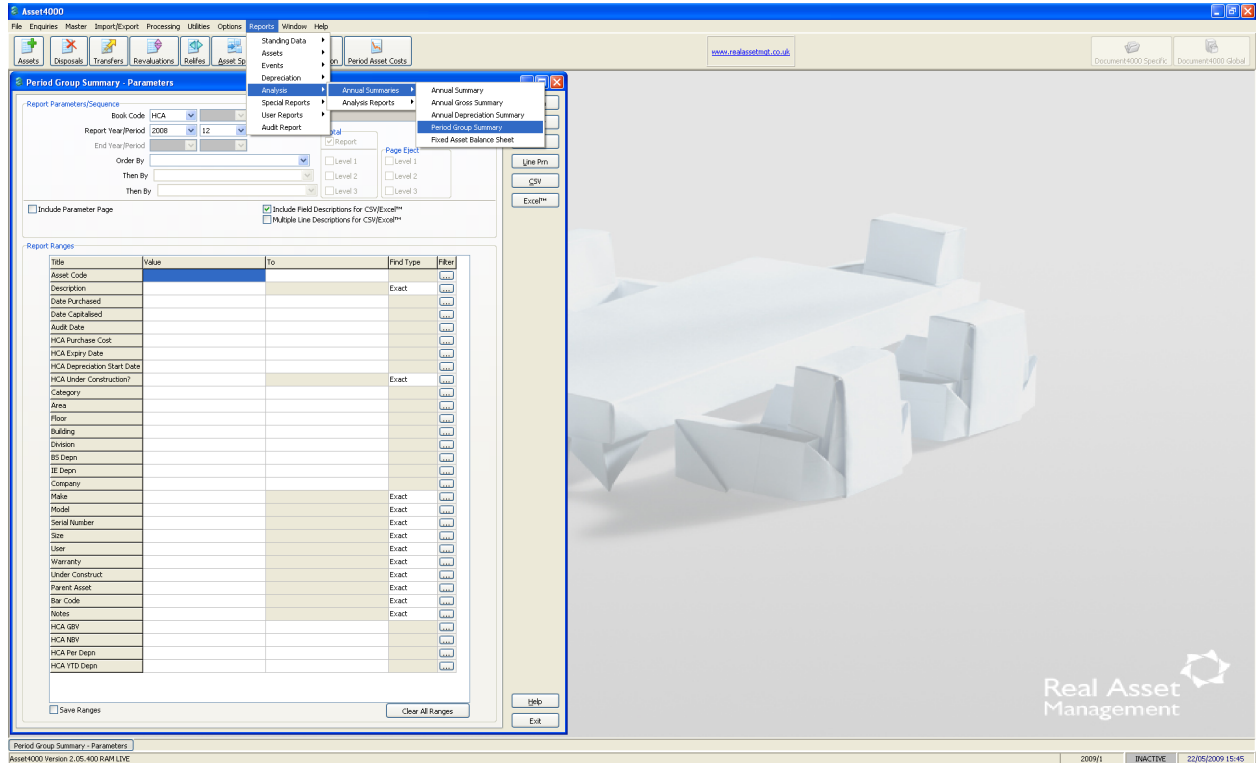 Asset4000
File Enquiries Master Import/Export Processing Utilities Options Reports Window Help
Assets Disposals Transfers Revaluations Relifes Asset Sp on Period Asset Costs www.realassetmgt.co.uk Document4000 Specific Document4000 Global
Standing Data
Assets
Events
Depreciation
Analysis
Special Reports
User Reports
Audit Report
Annual Summaries
Analysis Reports
Annual Summary
Annual Gross Summary
Annual Depreciation Summary
Period Group Summary
Fixed Asset Balance Sheet
Period Group Summary - Parameters
Report Parameters/Sequence
Book Code HCA
Report Year/Period 2008 12
End Year/Period
Order By
Then By
Then By
Report
Level 1
Level 2
Level 3
Page Eject
Level 1
Level 2
Level 3
Include Parameter Page
Include Field Descriptions for CSV/Excel™
Multiple Line Descriptions for CSV/Excel™
Line Prn
CSV
Excel™
Report Ranges
Title Value To Find Type Filter
Asset Code ...
Description Exact ...
Date Purchased ...
Date Capitalised ...
Audit Date ...
HCA Purchase Cost ...
HCA Expiry Date ...
HCA Depreciation Start Date ...
HCA Under Construction? Exact ...
Category ...
Area ...
Floor ...
Building ...
Division ...
BS Depn ...
IE Depn ...
Company ...
Make Exact ...
Model Exact ...
Serial Number Exact ...
Size Exact ...
User Exact ...
Warranty Exact ...
Under Construct Exact ...
Parent Asset Exact ...
Bar Code Exact ...
Notes Exact ...
HCA GBV ...
HCA NBV ...
HCA Per Depn ...
HCA YTD Depn ...
Save Ranges
Clear All Ranges
Help
Exit
Real Asset
Management
Period Group Summary - Parameters
Asset4000 Version 2.05.400 RAM LIVE 2009/1 INACTIVE 22/05/2009 15:45